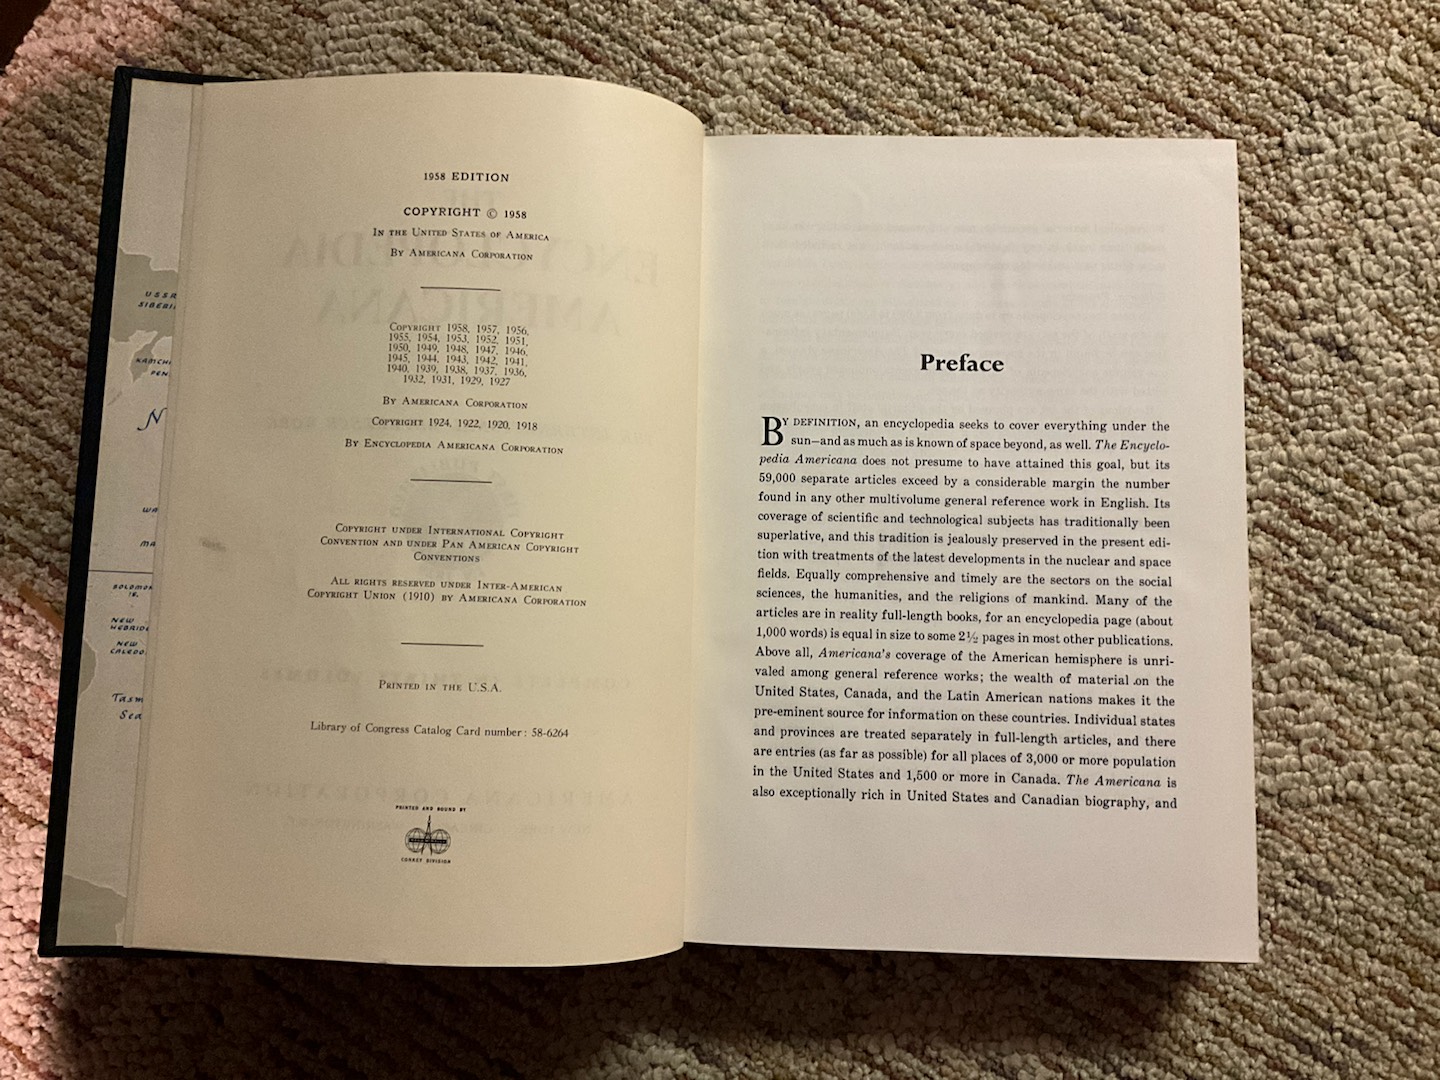 1958 EDITION
COPYRIGHT © 1958
IN THE UNITED STATES OF AMERICA
BY AMERICANA CORPORATION
COPYRIGHT 1958, 1957, 1956,
1955, 1954, 1953, 1952, 1951,
1950, 1949, 1948, 1947, 1946,
1945, 1944, 1943, 1942, 1941,
1940, 1939, 1938, 1937, 1936,
1932, 1931, 1929, 1927
BY AMERICANA CORPORATION
COPYRIGHT 1924, 1922, 1920, 1918
BY ENCYCLOPEDIA AMERICANA CORPORATION
COPYRIGHT UNDER INTERNATIONAL COPYRIGHT
CONVENTION AND UNDER PAN AMERICAN COPYRIGHT
CONVENTIONS
ALL RIGHTS RESERVED UNDER INTER-AMERICAN
COPYRIGHT UNION (1910) BY AMERICANA CORPORATION
PRINTED IN THE U.S.A.
Library of Congress Catalog Card number: 58-6264
PRINTED AND BOUND BY
CONKEY DIVISION
USSR
SIBERI
KAMCH
PEN
N
WA
MA
SOLOMON
IS.
NEW
HEBRID
NEW
CALEDO
Tasm
Sea
Preface
BY DEFINITION, an encyclopedia seeks to cover everything under the
sun—and as much as is known of space beyond, as well. The Encyclo-
pedia Americana does not presume to have attained this goal, but its
59,000 separate articles exceed by a considerable margin the number
found in any other multivolume general reference work in English. Its
coverage of scientific and technological subjects has traditionally been
superlative, and this tradition is jealously preserved in the present edi-
tion with treatments of the latest developments in the nuclear and space
fields. Equally comprehensive and timely are the sectors on the social
sciences, the humanities, and the religions of mankind. Many of the
articles are in reality full-length books, for an encyclopedia page (about
1,000 words) is equal in size to some 2½ pages in most other publications.
Above all, Americana's coverage of the American hemisphere is unri-
valed among general reference works; the wealth of material on the
United States, Canada, and the Latin American nations makes it the
pre-eminent source for information on these countries. Individual states
and provinces are treated separately in full-length articles, and there
are entries (as far as possible) for all places of 3,000 or more population
in the United States and 1,500 or more in Canada. The Americana is
also exceptionally rich in United States and Canadian biography, and